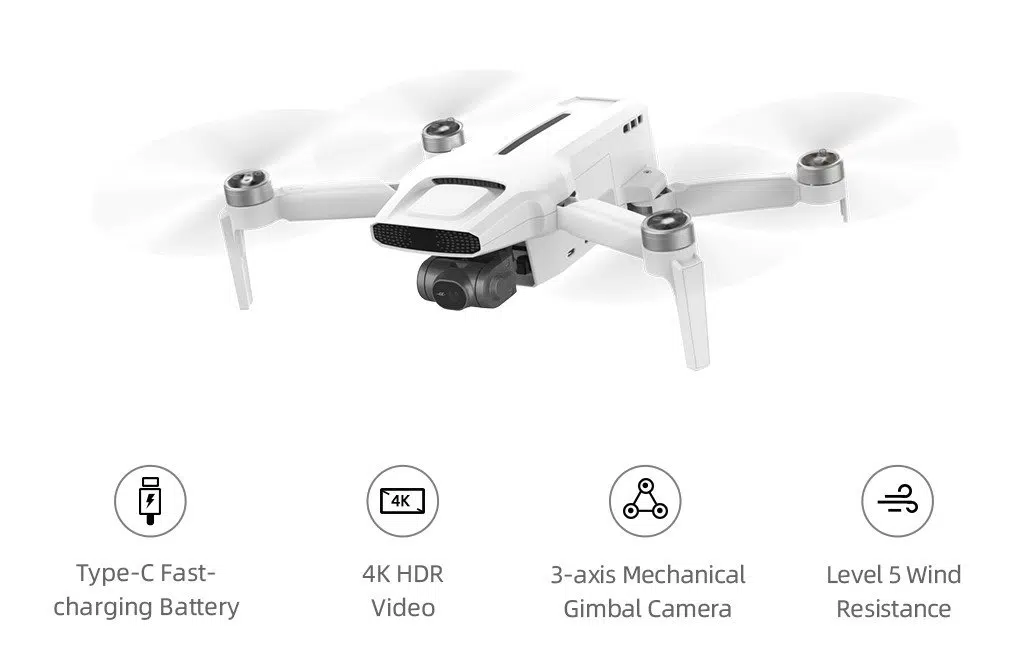 4K
Type-C Fast-
charging Battery
4K HDR
Video
3-axis Mechanical
Gimbal Camera
Level 5 Wind
Resistance